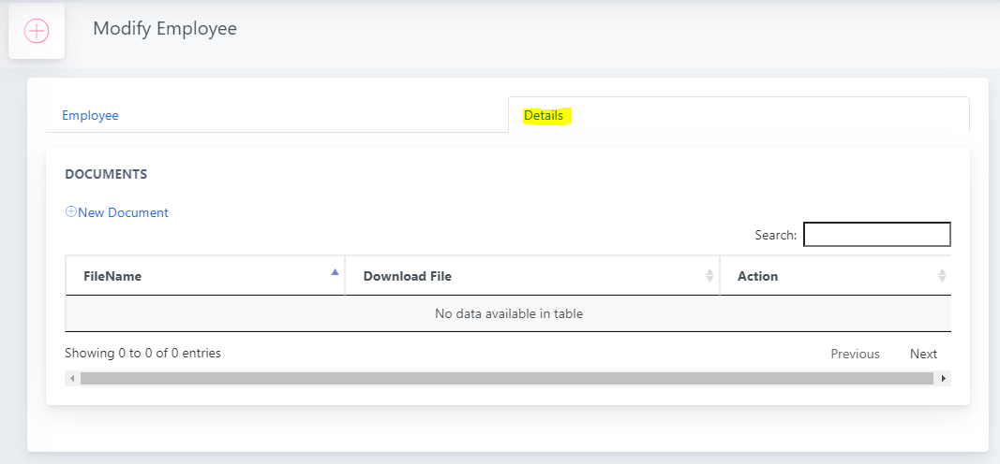 Modify Employee
Employee Details
DOCUMENTS
New Document
Search:
FileName Download File Action
No data available in table
Showing 0 to 0 of 0 entries Previous Next